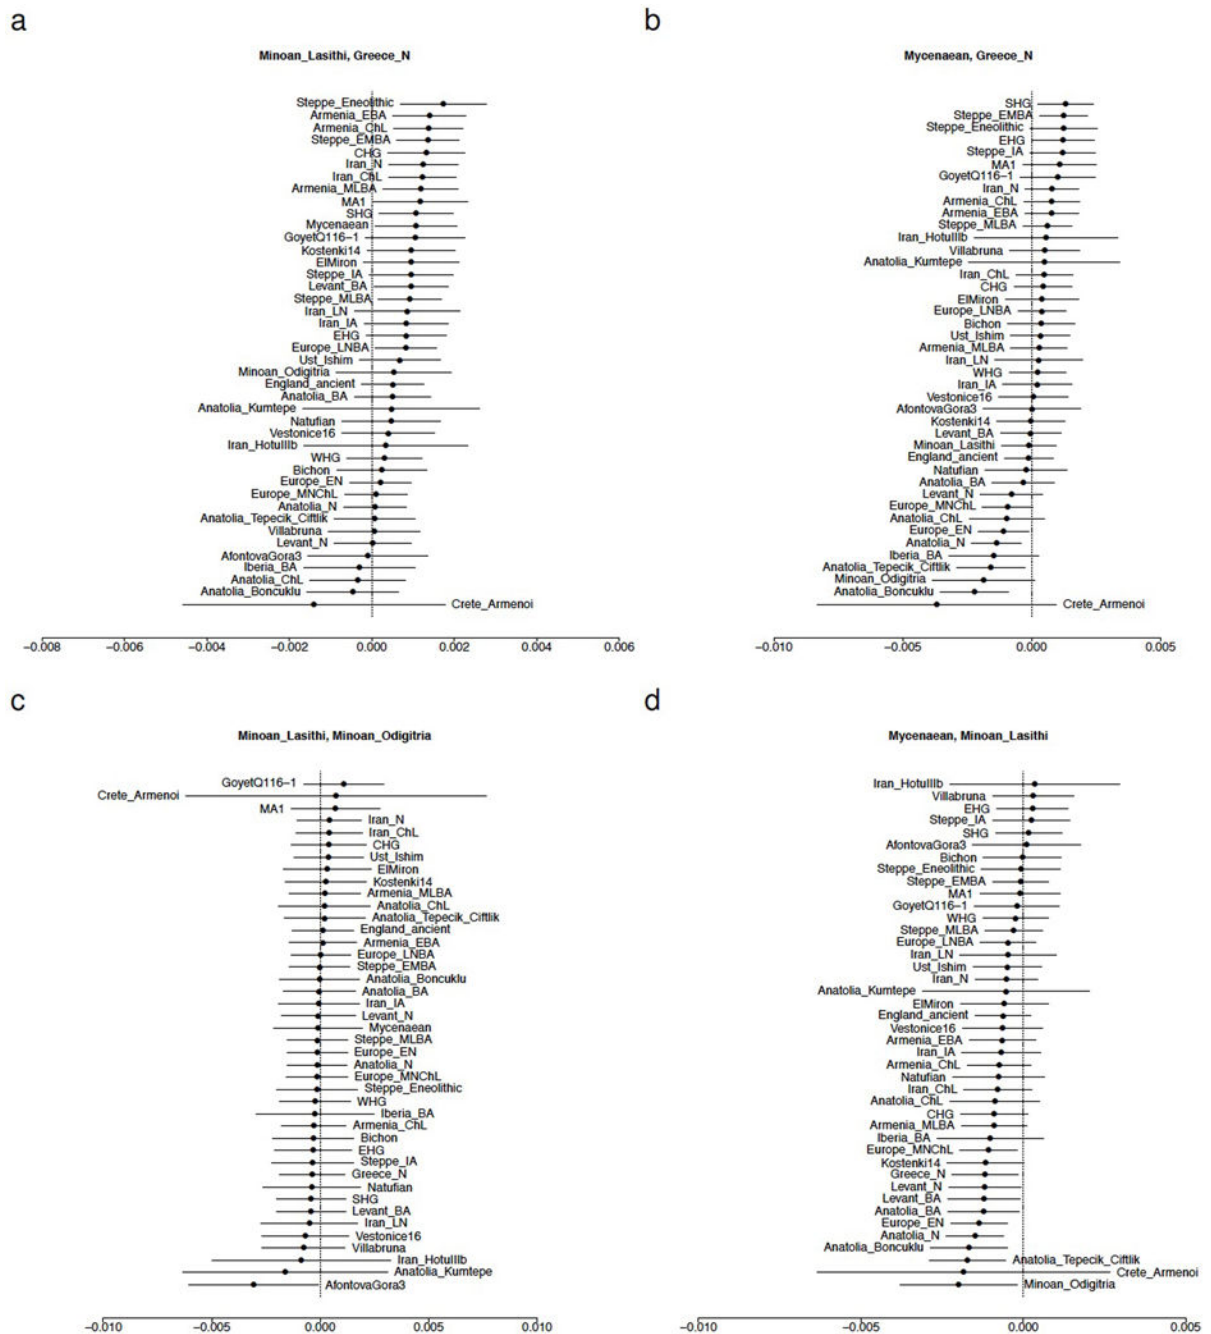 a
Minoan_Lasithi, Greece_N
Steppe_Eneolithic
Armenia_EBA
Armenia_ChL
Steppe_EMBA
CHG
Iran_N
Iran_ChL
Armenia_MLBA
MA1
SHG
Mycenaean
GoyetQ116–1
Kostenki14
ElMiron
Steppe_IA
Levant_BA
Steppe_MLBA
Iran_LN
Iran_IA
EHG
Europe_LNBA
Ust_Ishim
Minoan_Odigitria
England_ancient
Anatolia_BA
Anatolia_Kumtepe
Natufian
Vestonice16
Iran_HotuIIIb
WHG
Bichon
Europe_EN
Europe_MNChL
Anatolia_N
Anatolia_Tepecik_Ciftlik
Villabruna
Levant_N
AfontovaGora3
Iberia_BA
Anatolia_ChL
Anatolia_Boncuklu
Crete_Armenoi
−0.008 −0.006 −0.004 −0.002 0.000 0.002 0.004 0.006
b
Mycenaean, Greece_N
SHG
Steppe_EMBA
Steppe_Eneolithic
EHG
Steppe_IA
MA1
GoyetQ116–1
Iran_N
Armenia_ChL
Armenia_EBA
Steppe_MLBA
Iran_HotuIIIb
Villabruna
Anatolia_Kumtepe
Iran_ChL
CHG
ElMiron
Europe_LNBA
Bichon
Ust_Ishim
Armenia_MLBA
Iran_LN
WHG
Iran_IA
Vestonice16
AfontovaGora3
Kostenki14
Levant_BA
Minoan_Lasithi
England_ancient
Natufian
Anatolia_BA
Levant_N
Europe_MNChL
Anatolia_ChL
Europe_EN
Anatolia_N
Iberia_BA
Anatolia_Tepecik_Ciftlik
Minoan_Odigitria
Anatolia_Boncuklu
Crete_Armenoi
−0.010 −0.005 0.000 0.005
c
Minoan_Lasithi, Minoan_Odigitria
GoyetQ116–1
Crete_Armenoi
MA1
Iran_N
Iran_ChL
CHG
Ust_Ishim
ElMiron
Kostenki14
Armenia_MLBA
Anatolia_ChL
Anatolia_Tepecik_Ciftlik
England_ancient
Armenia_EBA
Europe_LNBA
Steppe_EMBA
Anatolia_Boncuklu
Anatolia_BA
Iran_IA
Levant_N
Mycenaean
Steppe_MLBA
Europe_EN
Anatolia_N
Europe_MNChL
Steppe_Eneolithic
WHG
Iberia_BA
Armenia_ChL
Bichon
EHG
Steppe_IA
Greece_N
Natufian
SHG
Levant_BA
Iran_LN
Vestonice16
Villabruna
Iran_HotuIIIb
Anatolia_Kumtepe
AfontovaGora3
−0.010 −0.005 0.000 0.005 0.010
d
Mycenaean, Minoan_Lasithi
Iran_HotuIIIb
Villabruna
EHG
Steppe_IA
SHG
AfontovaGora3
Bichon
Steppe_Eneolithic
Steppe_EMBA
MA1
GoyetQ116–1
WHG
Steppe_MLBA
Europe_LNBA
Iran_LN
Ust_Ishim
Iran_N
Anatolia_Kumtepe
ElMiron
England_ancient
Vestonice16
Armenia_EBA
Iran_IA
Armenia_ChL
Natufian
Iran_ChL
Anatolia_ChL
CHG
Armenia_MLBA
Iberia_BA
Europe_MNChL
Kostenki14
Greece_N
Levant_N
Levant_BA
Anatolia_BA
Europe_EN
Anatolia_N
Anatolia_Boncuklu
Anatolia_Tepecik_Ciftlik
Crete_Armenoi
Minoan_Odigitria
−0.010 −0.005 0.000 0.005